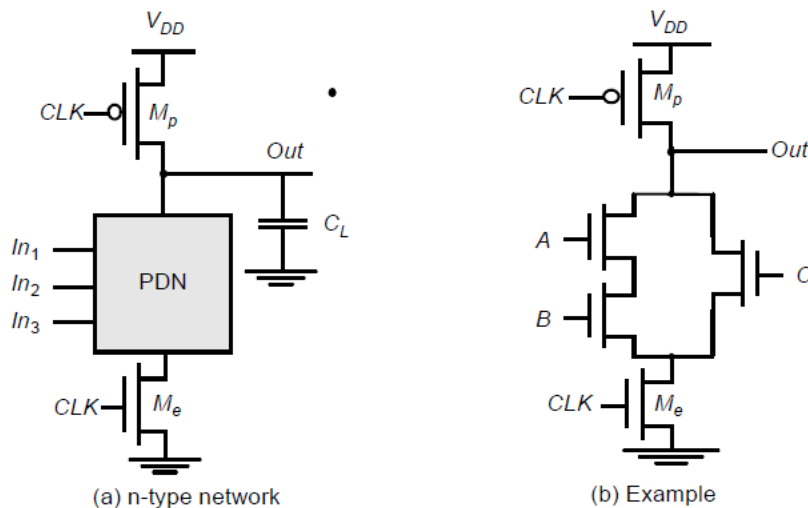 V_DD
CLK
M_p
Out
C_L
In_1
In_2
In_3
PDN
CLK
M_e
(a) n-type network
V_DD
CLK
M_p
Out
A
B
CLK
M_e
(b) Example